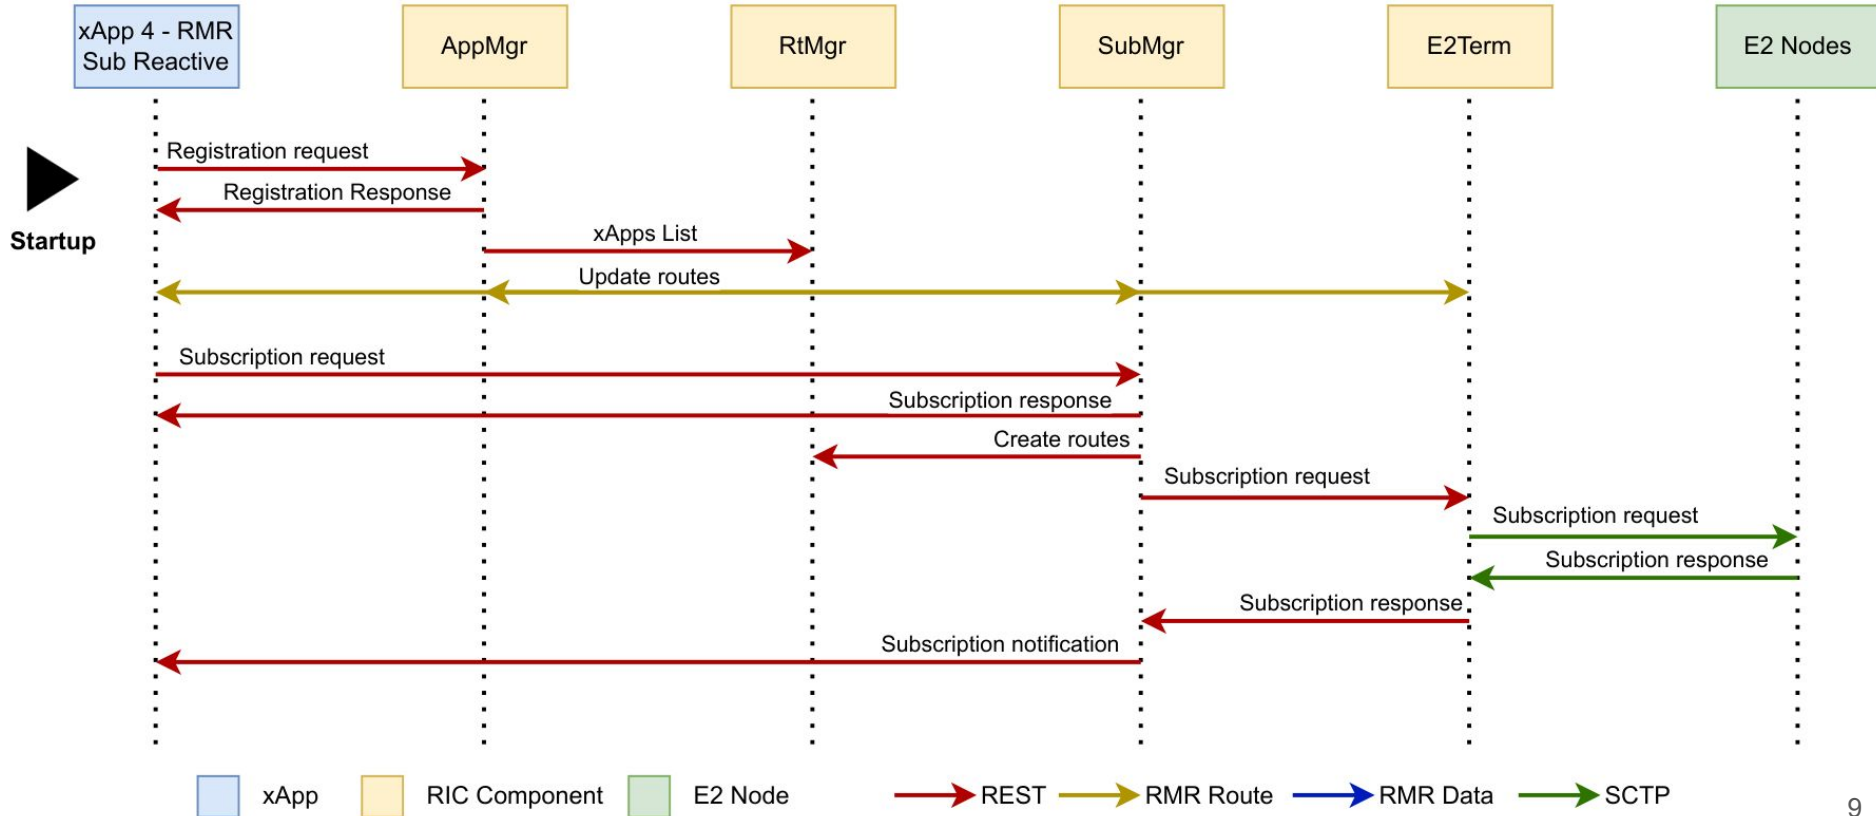 xApp 4 - RMR
Sub Reactive
AppMgr
RtMgr
SubMgr
E2Term
E2 Nodes
Startup
Registration request
Registration Response
xApps List
Update routes
Subscription request
Subscription response
Create routes
Subscription request
Subscription request
Subscription response
Subscription response
Subscription notification
xApp
RIC Component
E2 Node
REST
RMR Route
RMR Data
SCTP
9